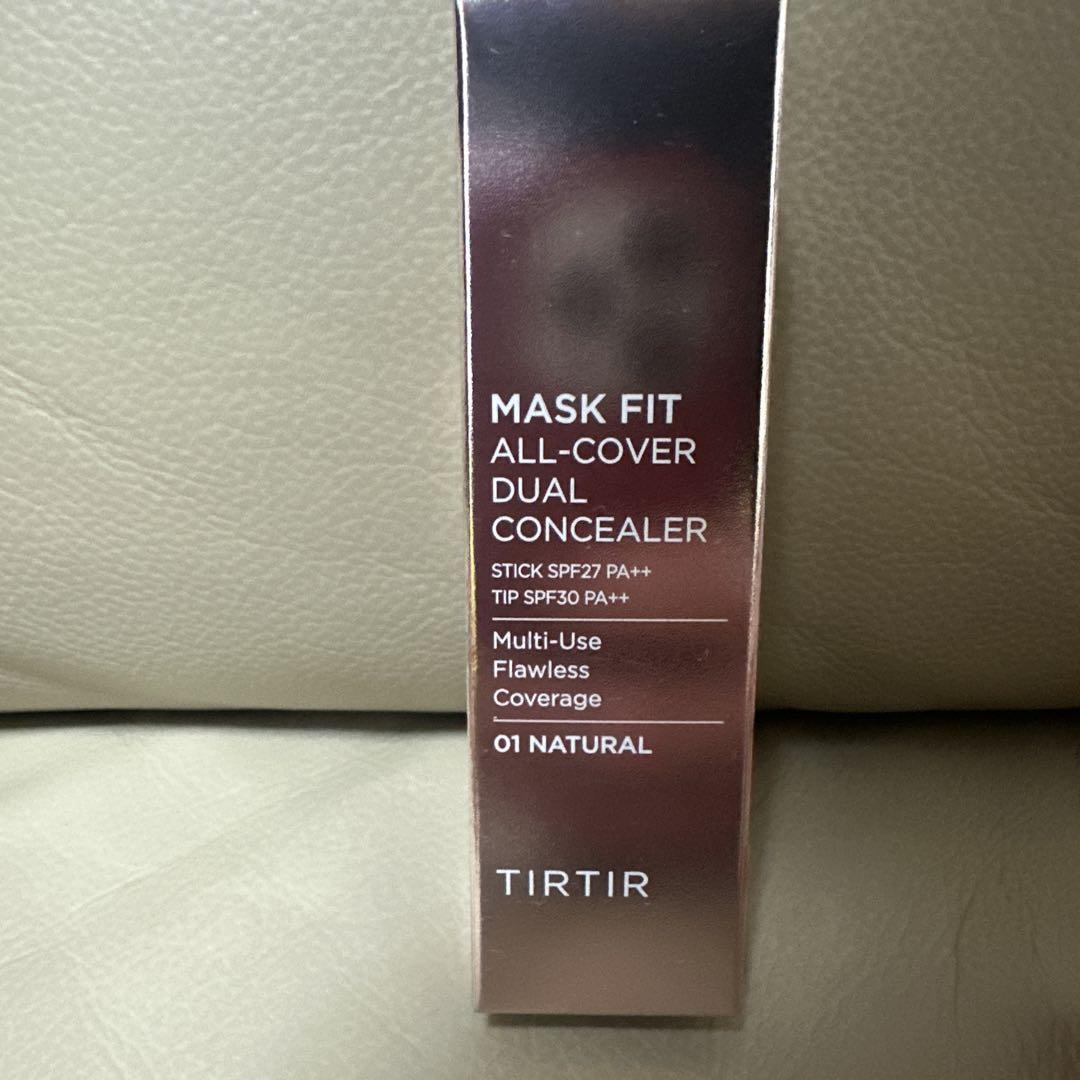 MASK FIT
ALL-COVER
DUAL
CONCEALER
STICK SPF27 PA++
TIP SPF30 PA++
Multi-Use
Flawless
Coverage
01 NATURAL
TIRTIR